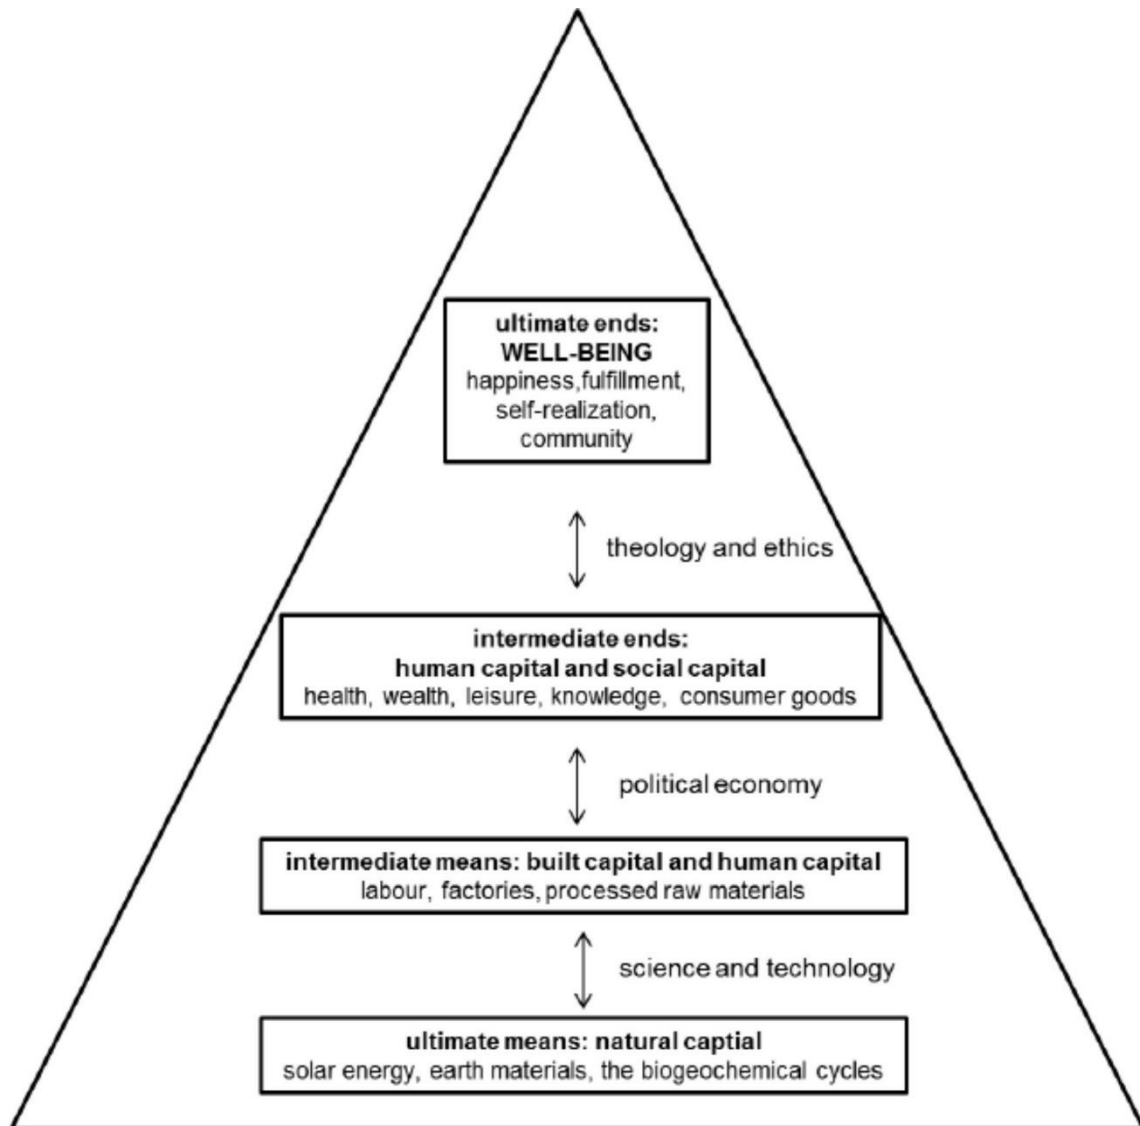 ultimate ends:
WELL-BEING
happiness,fulfillment,
self-realization,
community
theology and ethics
intermediate ends:
human capital and social capital
health, wealth, leisure, knowledge, consumer goods
political economy
intermediate means: built capital and human capital
labour, factories, processed raw materials
science and technology
ultimate means: natural captial
solar energy, earth materials, the biogeochemical cycles